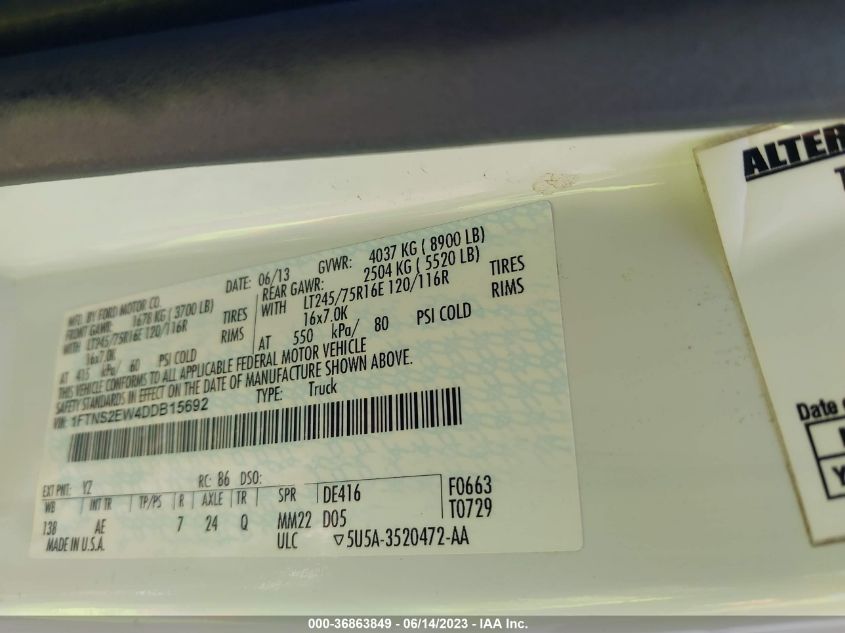 MFD. BY FORD MOTOR CO.
DATE: 06/13
GVWR: 4037 KG ( 8900 LB)
FRONT GAWR: 1678 KG ( 3700 LB)
REAR GAWR: 2504 KG ( 5520 LB)
WITH LT245/75R16E 120/116R TIRES
WITH LT245/75R16E 120/116R TIRES
16x7.0K RIMS
16x7.0K RIMS
AT 415 kPa/ 60 PSI COLD
AT 550 kPa/ 80 PSI COLD
THIS VEHICLE CONFORMS TO ALL APPLICABLE FEDERAL MOTOR VEHICLE
SAFETY STANDARDS IN EFFECT ON THE DATE OF MANUFACTURE SHOWN ABOVE.
VIN: 1FTNS2EW4DDB15692
TYPE: Truck
EXT PNT: YZ RC: 86 DSO:
WB INT TR TP/PS R AXLE TR SPR DE416 F0663
T0729
138 AE 7 24 Q MM22 D05
MADE IN U.S.A. ULC ▽5U5A-3520472-AA
ALTER
Date o
000-36863849 - 06/14/2023 - IAA Inc.